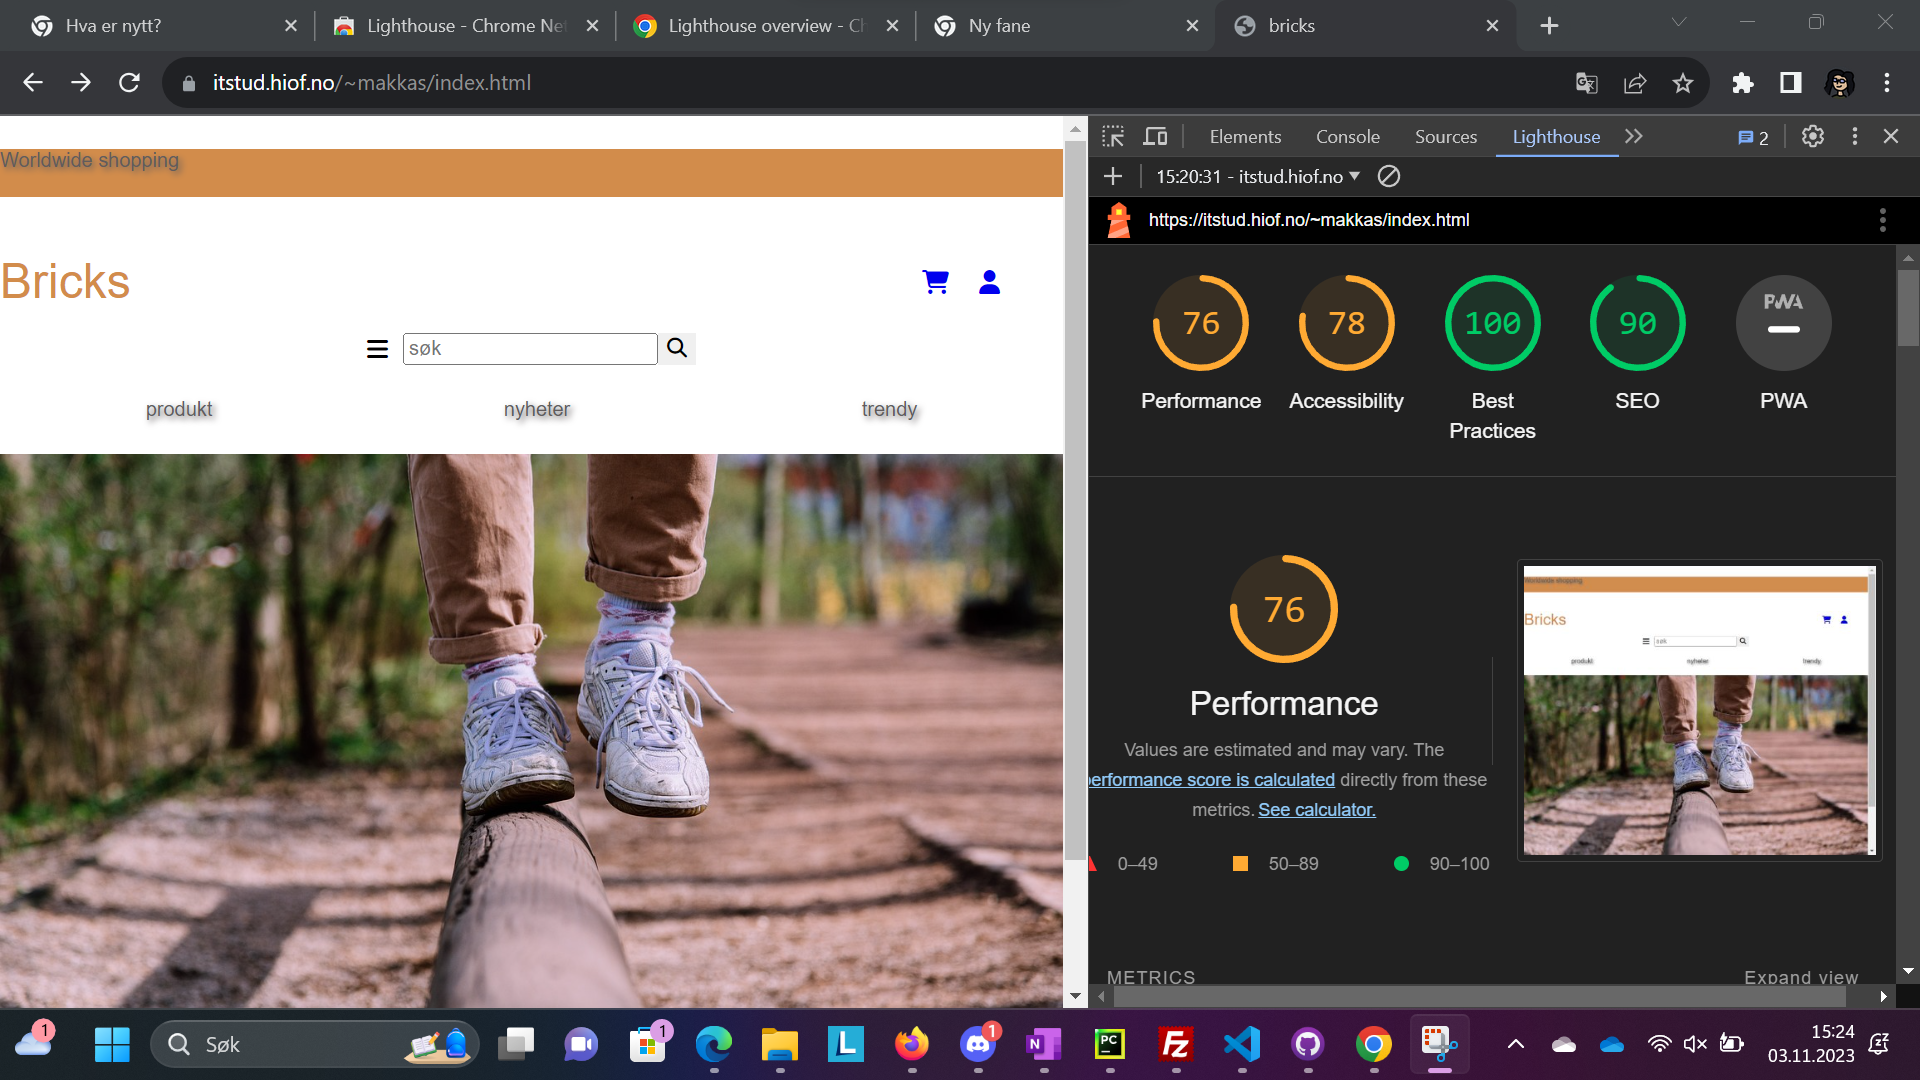 Hva er nytt?
Lighthouse - Chrome Net
Lighthouse overview - Ch
Ny fane
bricks
itstud.hiof.no/~makkas/index.html
Worldwide shopping
Bricks
søk
produkt
nyheter
trendy
Elements
Console
Sources
Lighthouse
2
15:20:31 - itstud.hiof.no
https://itstud.hiof.no/~makkas/index.html
76
78
100
90
PWA
Performance
Accessibility
Best
Practices
SEO
PWA
76
Performance
Values are estimated and may vary. The
performance score is calculated directly from these
metrics. See calculator.
0–49
50–89
90–100
Worldwide shopping
Bricks
søk
produkt
nyheter
trendy
METRICS
Expand view
1
Søk
1
L
1
N
PC
FZ
15:24
03.11.2023